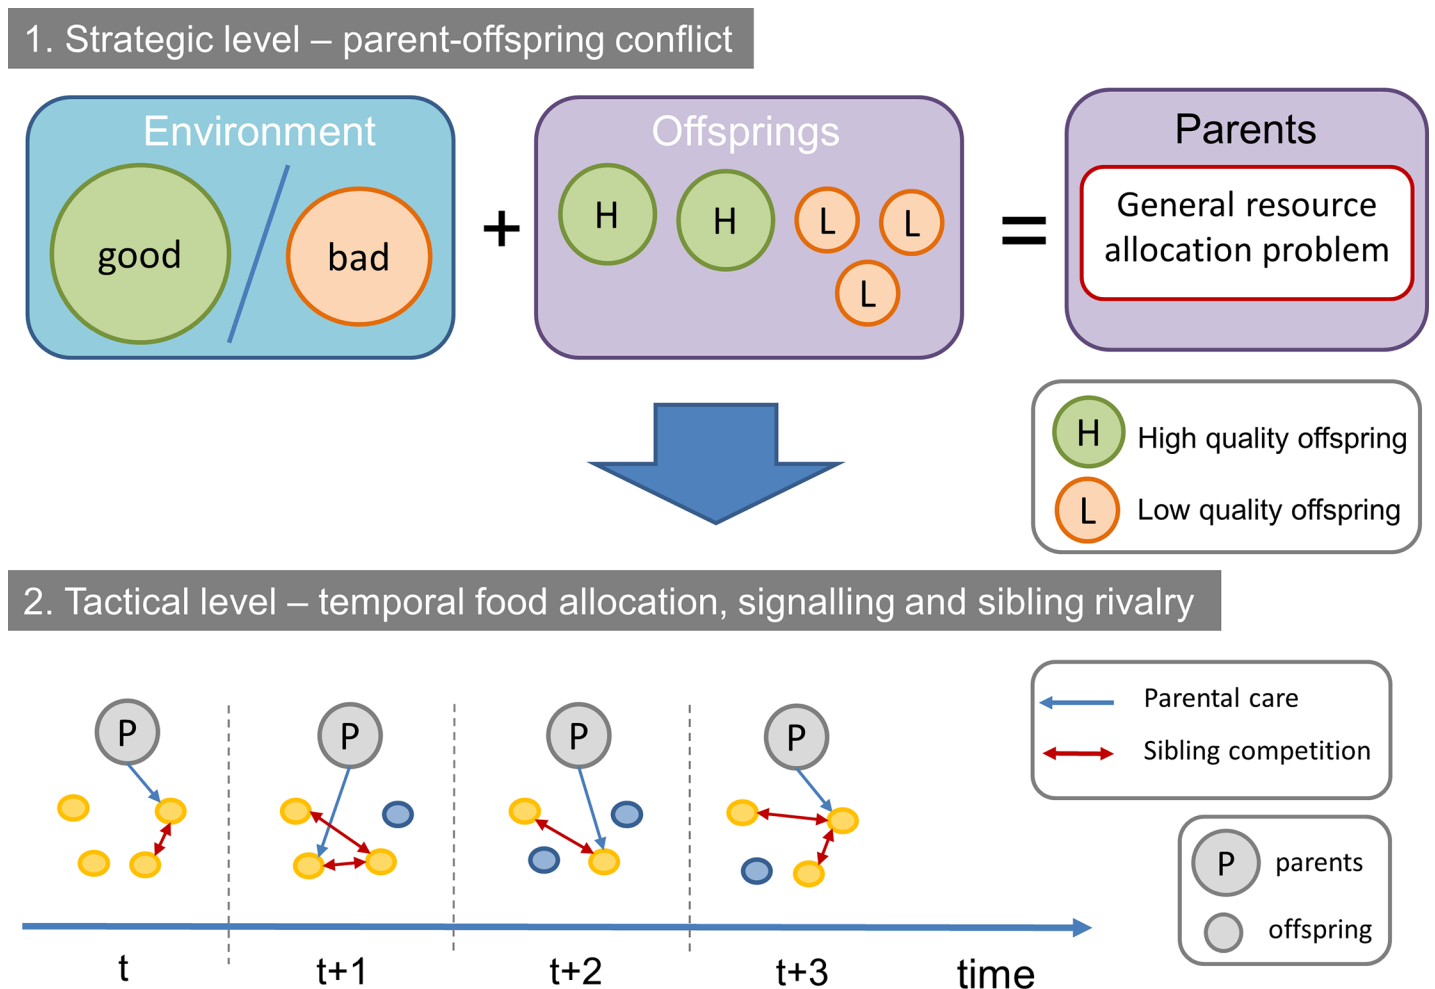 1. Strategic level – parent-offspring conflict
Environment
good
bad
+
Offsprings
H
H
L
L
L
=
Parents
General resource
allocation problem
H High quality offspring
L Low quality offspring
2. Tactical level – temporal food allocation, signalling and sibling rivalry
P
P
P
P
Parental care
Sibling competition
P parents
offspring
t
t+1
t+2
t+3
time